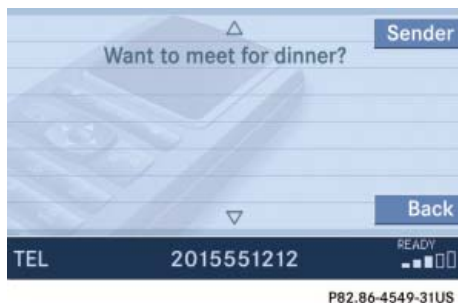 Sender
Want to meet for dinner?
Back
TEL 2015551212 READY
P82.86-4549-31US